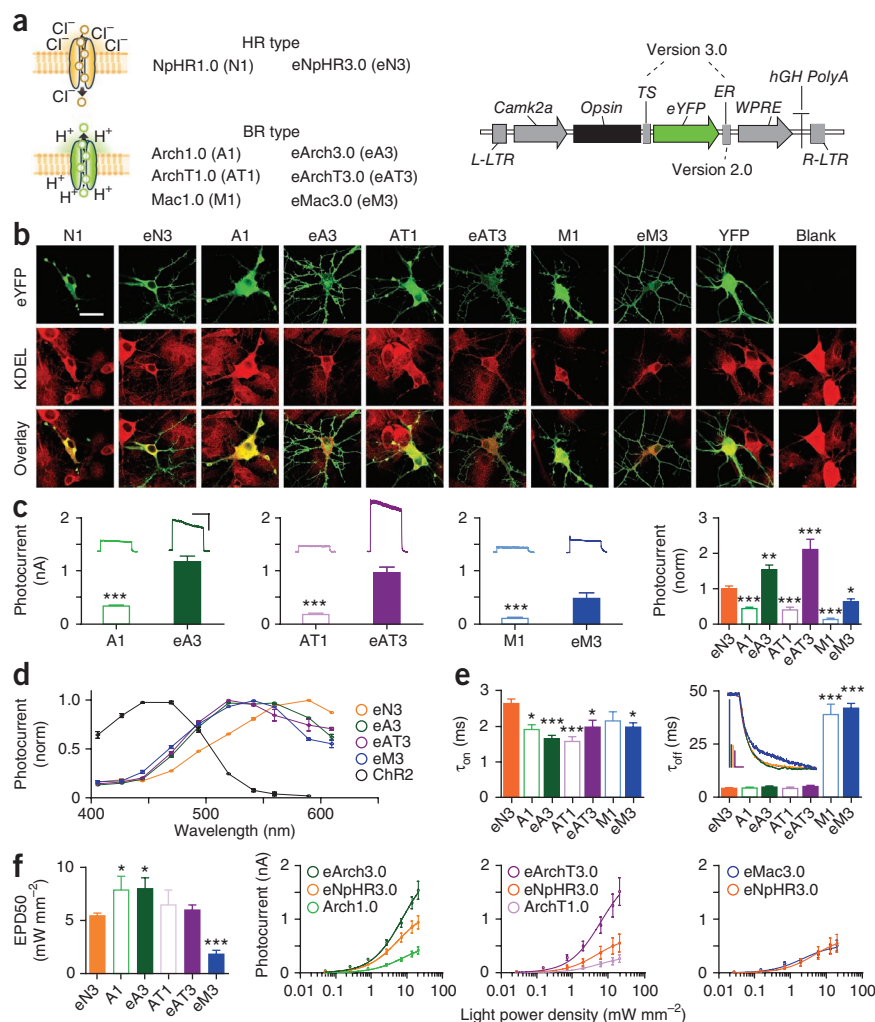 a
Cl⁻
Cl⁻
Cl⁻
Cl⁻
Cl⁻
HR type
NpHR1.0 (N1) eNpHR3.0 (eN3)
H⁺
H⁺
H⁺
H⁺
H⁺
H⁺
BR type
Arch1.0 (A1) eArch3.0 (eA3)
ArchT1.0 (AT1) eArchT3.0 (eAT3)
Mac1.0 (M1) eMac3.0 (eM3)
Version 3.0
hGH PolyA
TS ER
Camk2a Opsin eYFP WPRE
L-LTR Version 2.0 R-LTR
b
N1 eN3 A1 eA3 AT1 eAT3 M1 eM3 YFP Blank
eYFP
KDEL
Overlay
c
Photocurrent (nA)
2
1
0
***
A1 eA3
2
1
0
***
AT1 eAT3
2
1
0
***
M1 eM3
Photocurrent (norm)
3
2
1
0
*** ** *** *** *** *
eN3 A1 eA3 AT1 eAT3 M1 eM3
d
Photocurrent (norm)
1.0
0.5
0
400 500 600
Wavelength (nm)
eN3
eA3
eAT3
eM3
ChR2
e
τon (ms)
3
2
1
0
* *** *** * *
eN3 A1 eA3 AT1 eAT3 M1 eM3
τoff (ms)
50
25
0
*** ***
eN3 A1 eA3 AT1 eAT3 M1 eM3
f
EPD50 (mW mm⁻²)
10
5
0
* * ***
eN3 A1 eA3 AT1 eAT3 eM3
Photocurrent (nA)
2
1
0
eArch3.0
eNpHR3.0
Arch1.0
0.01 0.1 1 10 100
2
1
0
eArchT3.0
eNpHR3.0
ArchT1.0
0.01 0.1 1 10 100
2
1
0
eMac3.0
eNpHR3.0
0.01 0.1 1 10 100
Light power density (mW mm⁻²)